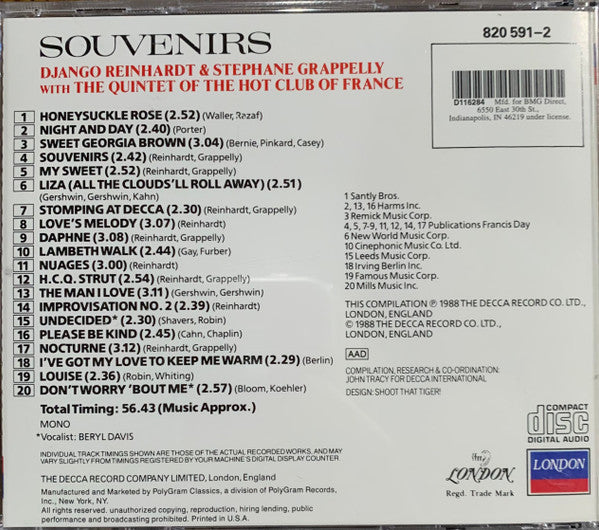 SOUVENIRS
820 591-2
DJANGO REINHARDT & STEPHANE GRAPPELLY
WITH THE QUINTET OF THE HOT CLUB OF FRANCE
D116284 Mfd. for BMG Direct,
6550 East 30th St.,
Indianapolis, IN 46219 under license.
1 HONEYSUCKLE ROSE (2.52) (Waller, Razaf)
2 NIGHT AND DAY (2.40) (Porter)
3 SWEET GEORGIA BROWN (3.04) (Bernie, Pinkard, Casey)
4 SOUVENIRS (2.42) (Reinhardt, Grappelly)
5 MY SWEET (2.52) (Reinhardt, Grappelly)
6 LIZA (ALL THE CLOUDS'LL ROLL AWAY) (2.51)
(Gershwin, Gershwin, Kahn)
7 STOMPING AT DECCA (2.30) (Reinhardt, Grappelly)
8 LOVE'S MELODY (3.07) (Reinhardt)
9 DAPHNE (3.08) (Reinhardt, Grappelly)
10 LAMBETH WALK (2.44) (Gay, Furber)
11 NUAGES (3.00) (Reinhardt)
12 H.C.Q. STRUT (2.54) (Reinhardt, Grappelly)
13 THE MAN I LOVE (3.11) (Gershwin, Gershwin)
14 IMPROVISATION NO. 2 (2.39) (Reinhardt)
15 UNDECIDED* (2.30) (Shavers, Robin)
16 PLEASE BE KIND (2.45) (Cahn, Chaplin)
17 NOCTURNE (3.12) (Reinhardt, Grappelly)
18 I'VE GOT MY LOVE TO KEEP ME WARM (2.29) (Berlin)
19 LOUISE (2.36) (Robin, Whiting)
20 DON'T WORRY 'BOUT ME* (2.57) (Bloom, Koehler)
Total Timing: 56.43 (Music Approx.)
MONO
*Vocalist: BERYL DAVIS
INDIVIDUAL TRACK TIMINGS SHOWN ARE THOSE OF THE ACTUAL RECORDED WORKS, AND MAY
VARY SLIGHTLY FROM TIMINGS REGISTERED BY YOUR MACHINE'S DIGITAL DISPLAY COUNTER.
THE DECCA RECORD COMPANY LIMITED, London, England
Manufactured and Marketed by PolyGram Classics, a division of PolyGram Records,
Inc., New York, NY.
All rights reserved. unauthorized copying, reproduction, hiring, lending, public
performance and broadcasting prohibited. Printed in U.S.A.
1 Santly Bros.
2, 13, 16 Harms Inc.
3 Remick Music Corp.
4, 5, 7-9, 11, 12, 14, 17 Publications Francis Day
6 New World Music Corp.
10 Cinephonic Music Co. Ltd.
15 Leeds Music Corp.
18 Irving Berlin Inc.
19 Famous Music Corp.
20 Mills Music Inc.
THIS COMPILATION ℗ 1988 THE DECCA RECORD CO. LTD.,
LONDON, ENGLAND
© 1988 THE DECCA RECORD CO. LTD.,
LONDON, ENGLAND
AAD
COMPILATION, RESEARCH & CO-ORDINATION:
JOHN TRACY FOR DECCA INTERNATIONAL
DESIGN: SHOOT THAT TIGER!
ffrr
LONDON
Regd. Trade Mark
COMPACT
disc
DIGITAL AUDIO
LONDON